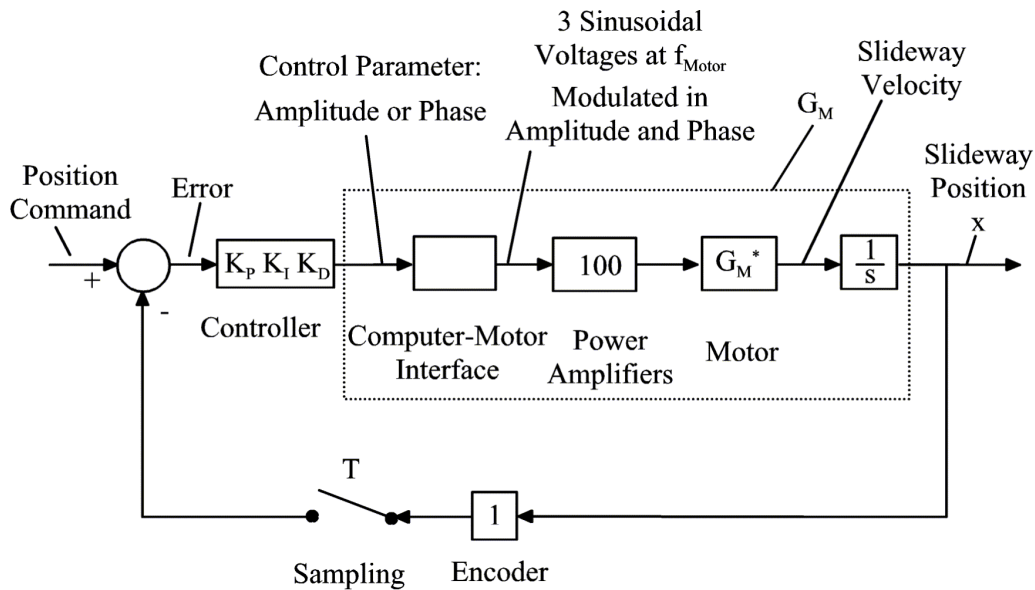 3 Sinusoidal
Voltages at fMotor
Modulated in
Amplitude and Phase
Control Parameter:
Amplitude or Phase
Slideway
Velocity
GM
Slideway
Position
x
Position
Command
Error
+
-
KP KI KD
Controller
Computer-Motor
Interface
100
Power
Amplifiers
GM*
Motor
1
s
T
Sampling
1
Encoder